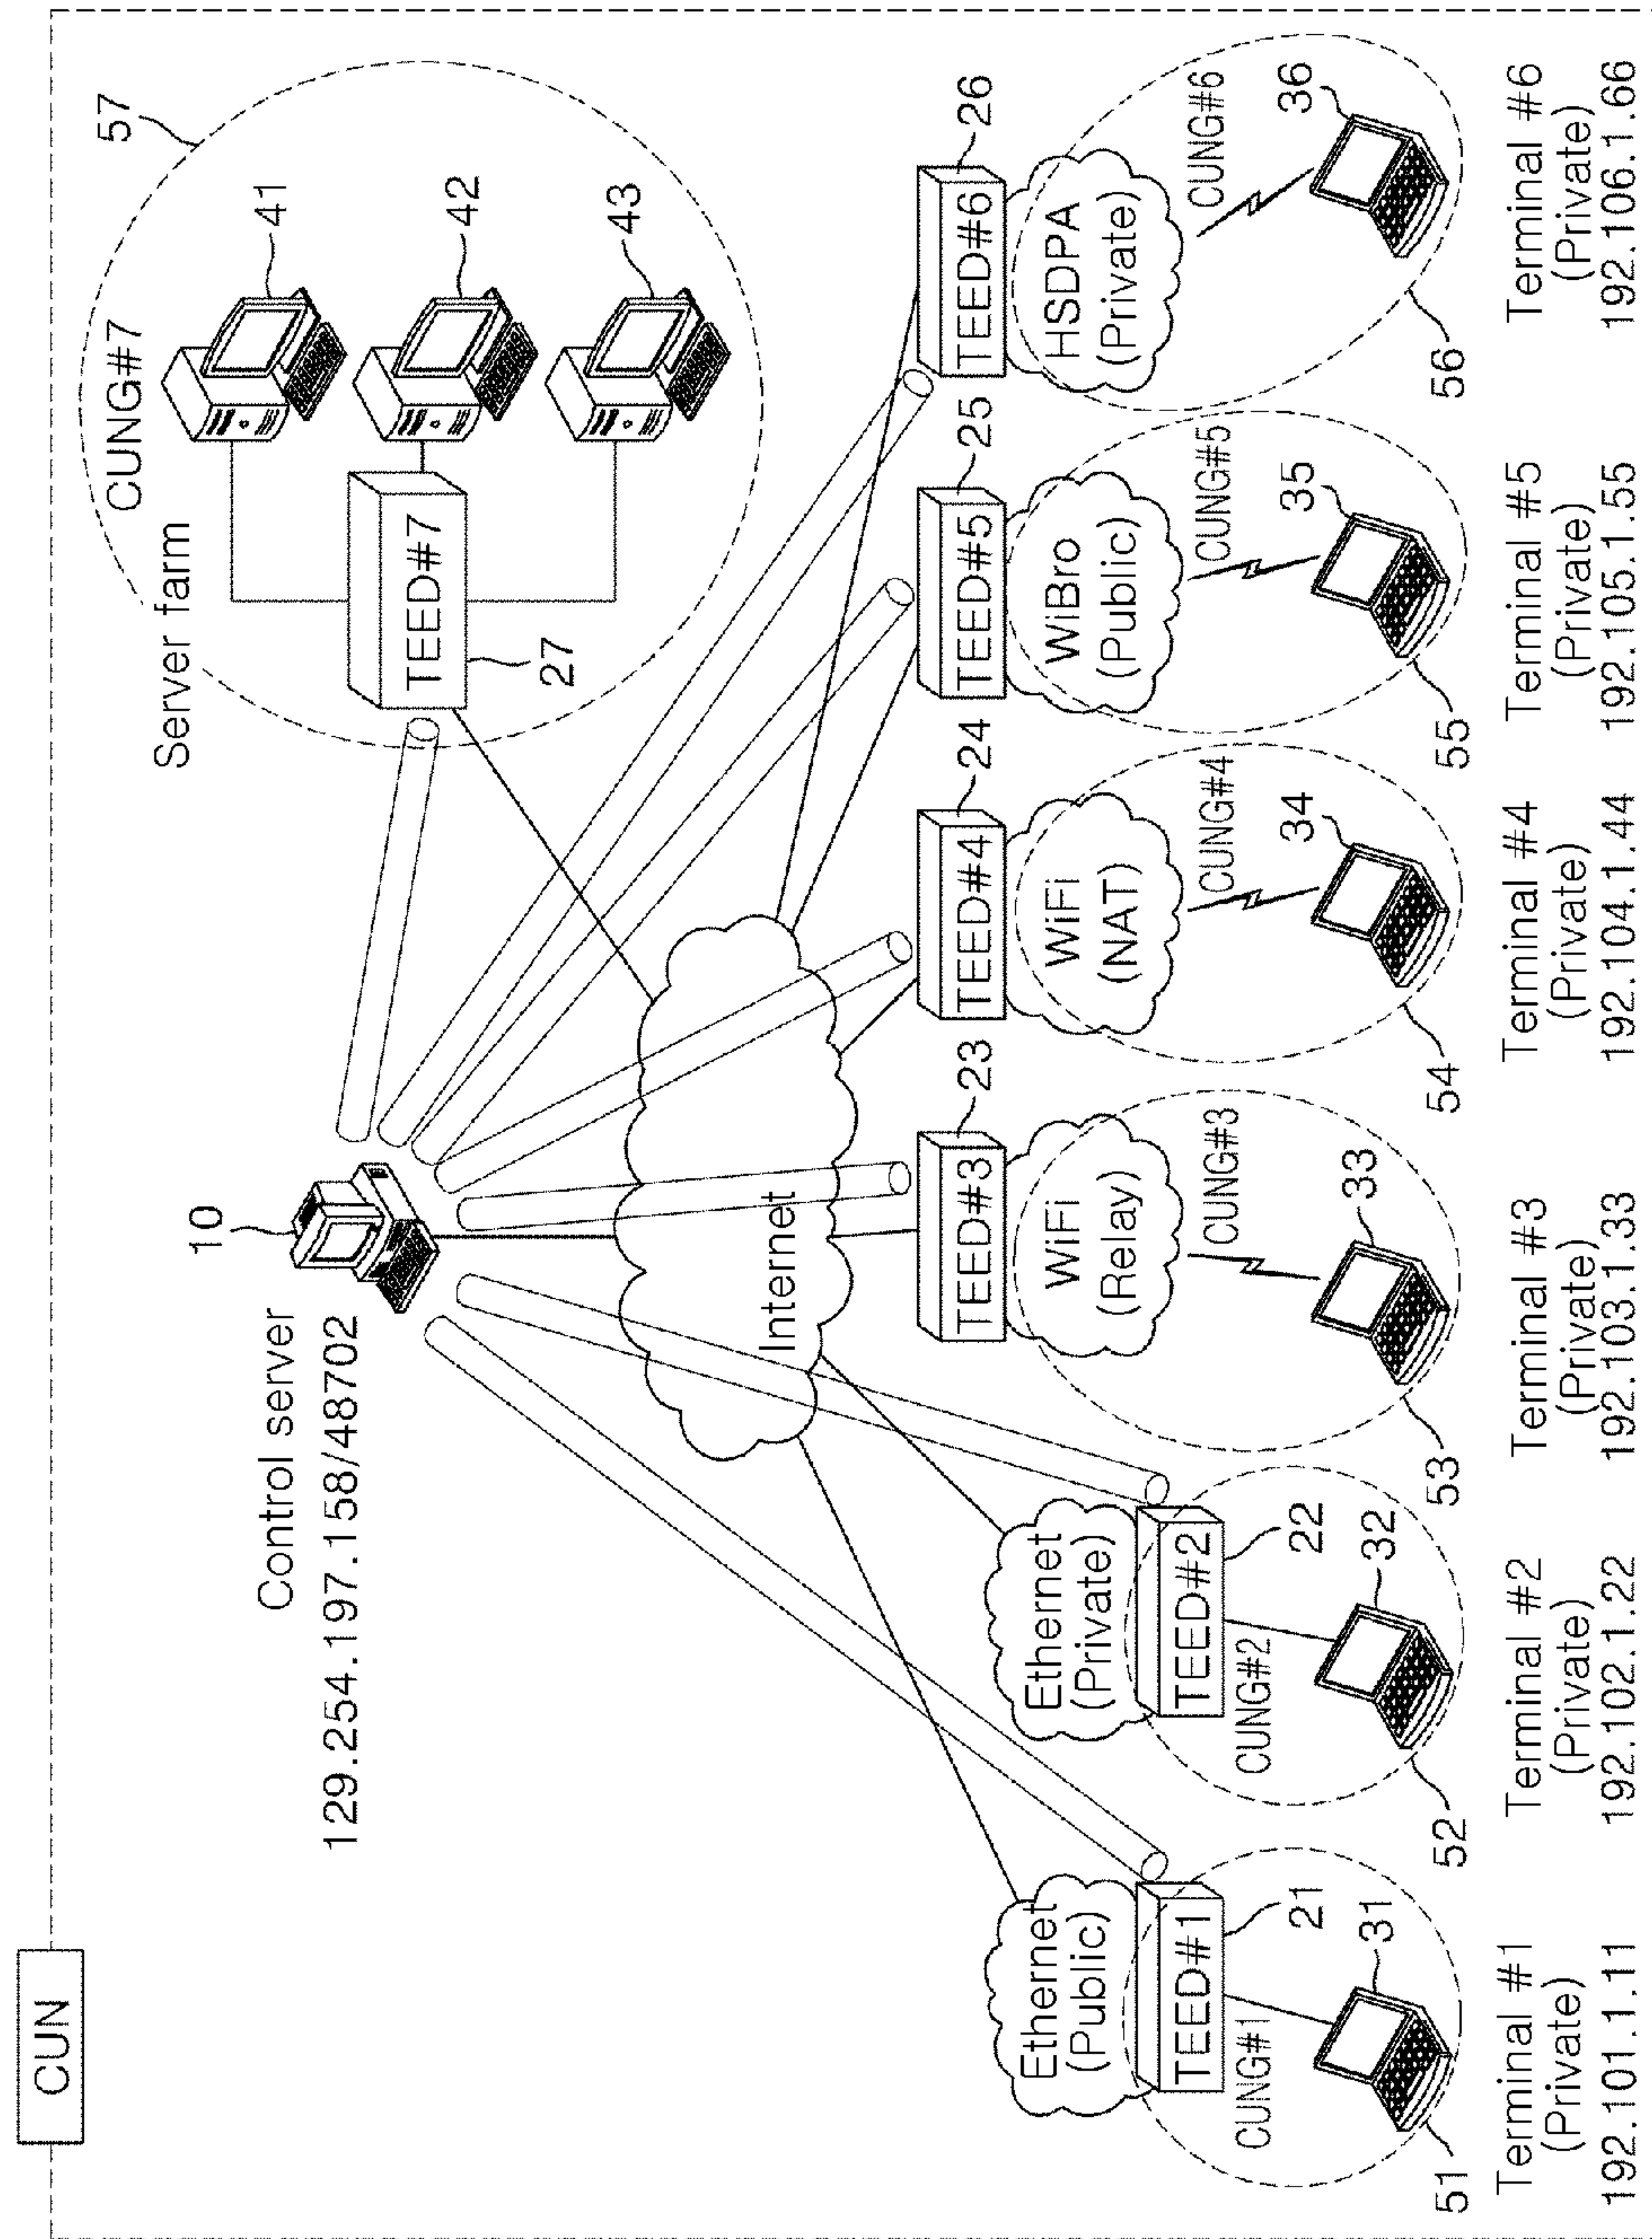 CUN
Control server
129.254.197.158/48702
10
Server farm
CUNG#7
57
TEED#7
27
41
42
43
Internet
Ethernet
(Public)
TEED#1
21
CUNG#1
31
51
Terminal #1
(Private)
192.101.1.11
Ethernet
(Private)
TEED#2
22
CUNG#2
32
52
Terminal #2
(Private)
192.102.1.22
TEED#3
23
WiFi
(Relay)
CUNG#3
33
53
Terminal #3
(Private)
192.103.1.33
TEED#4
24
WiFi
(NAT)
CUNG#4
34
54
Terminal #4
(Private)
192.104.1.44
TEED#5
25
WiBro
(Public)
CUNG#5
35
55
Terminal #5
(Private)
192.105.1.55
TEED#6
26
HSDPA
(Private)
CUNG#6
36
56
Terminal #6
(Private)
192.106.1.66